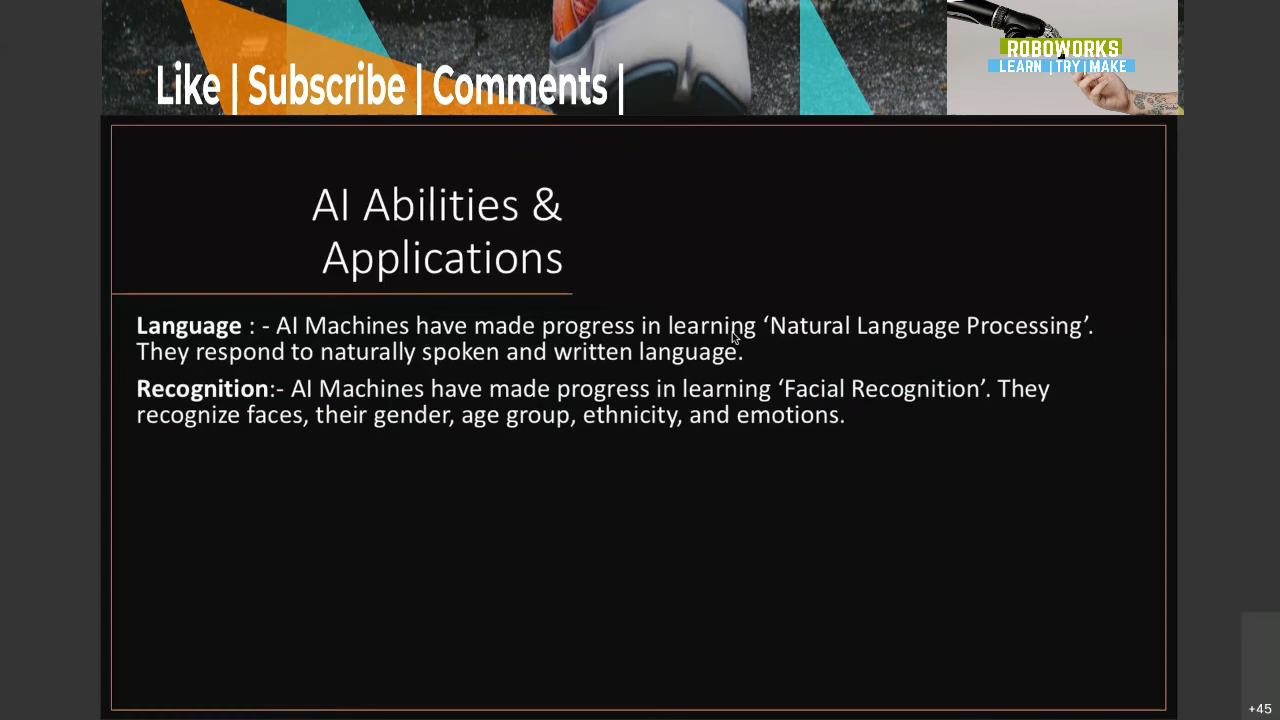 Like | Subscribe | Comments |
ROBOWORKS
LEARN | TRY | MAKE
AI Abilities &
Applications
Language : - AI Machines have made progress in learning ‘Natural Language Processing’.
They respond to naturally spoken and written language.
Recognition:- AI Machines have made progress in learning ‘Facial Recognition’. They
recognize faces, their gender, age group, ethnicity, and emotions.
+45